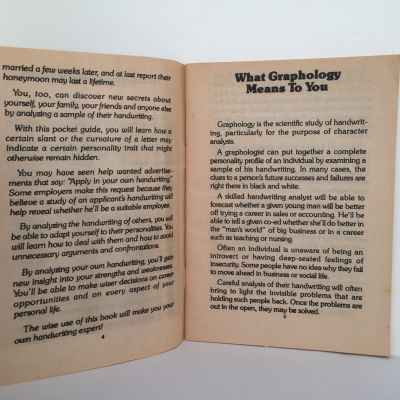 married a few weeks later, and at last report their
honeymoon may last a lifetime.
You, too, can discover new secrets about
yourself, your family, your friends and anyone else
by analyzing a sample of their handwriting.
With this pocket guide, you will learn how a
certain slant or the curvature of a letter may
indicate a certain personality trait that might
otherwise remain hidden.
You may have seen help wanted advertise-
ments that say: "Apply in your own handwriting."
Some employers make this request because they
believe a study of an applicant's handwriting will
help reveal whether he'll be a suitable employee.
By analyzing the handwriting of others, you will
be able to adapt yourself to their personalities. You
will learn how to deal with them and how to avoid
unnecessary arguments and confrontations.
By analyzing your own handwriting, you'll gain
new insight into your strengths and weaknesses.
You'll be able to make wiser decisions on career
opportunities and on every aspect of your
personal life.
The wise use of this book will make you your
own handwriting expert!
4
What Graphology
Means To You
Graphology is the scientific study of handwrit-
ing, particularly for the purpose of character
analysis.
A graphologist can put together a complete
personality profile of an individual by examining a
sample of his handwriting. In many cases, the
clues to a person's future successes and failures are
right there in black and white.
A skilled handwriting analyst will be able to
forecast whether a given young man will be better
off trying a career in sales or accounting. He'll be
able to tell a given co-ed whether she'll do better in
the "man's world" of big business or in a career
such as teaching or nursing.
Often an individual is unaware of being an
introvert or having deep-seated feelings of
insecurity. Some people have no idea why they fail
to move ahead in business or social life.
Careful analysis of their handwriting will often
bring to light the invisible problems that are
holding such people back. Once the problems are
out in the open, they may be solved.